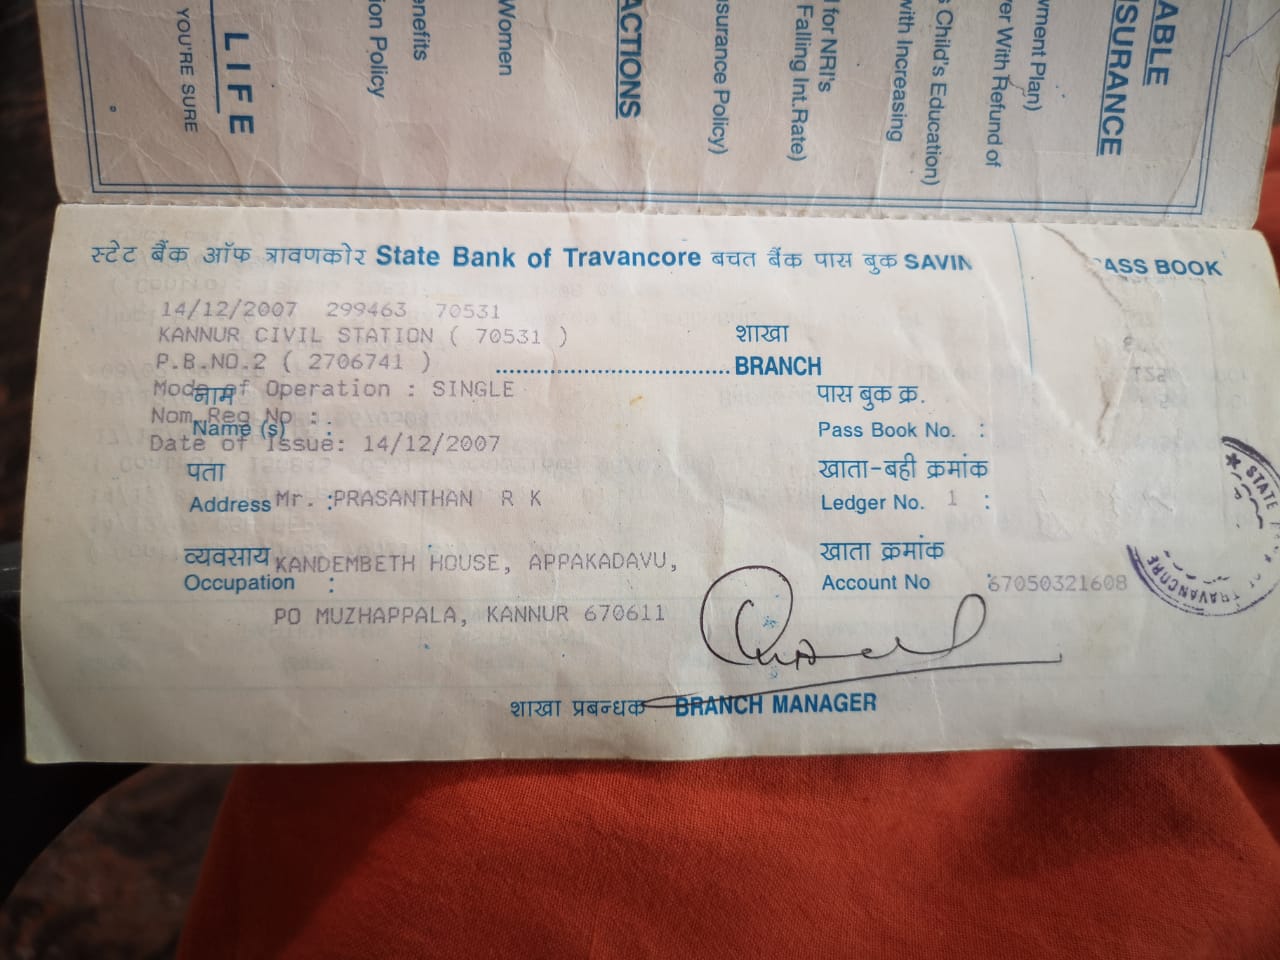 ABLE
SURANCE
yment Plan)
er With Refund of
s Child's Education)
with Increasing
for NRI's
Falling Int.Rate)
surance Policy)
ACTIONS
Women
enefits
on Policy
LIFE
YOU'RE SURE
स्टेट बैंक ऑफ त्रावणकोर State Bank of Travancore बचत बैंक पास बुक SAVIN ASS BOOK
14/12/2007 299463 70531
KANNUR CIVIL STATION ( 70531 )
शाखा
P.B.NO.2 ( 2706741 )
BRANCH
Mode of Operation : SINGLE
नाम
पास बुक क्र.
Nom Reg No :
Name (s) :
Pass Book No. :
Date of Issue: 14/12/2007
पता
खाता-बही क्रमांक
Address : Mr. PRASANTHAN R K
Ledger No. 1 :
व्यवसाय
KANDEMBETH HOUSE, APPAKADAVU,
खाता क्रमांक
Occupation :
Account No : 67050321608
PO MUZHAPPALA, KANNUR 670611
शाखा प्रबन्धक BRANCH MANAGER
STATE
TRAVANCORE